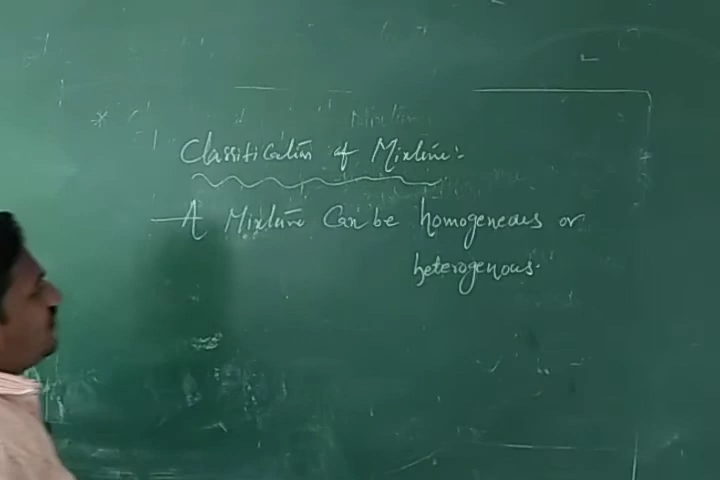 Classification of Mixture:-
A Mixture Can be homogeneous or
heterogenous.